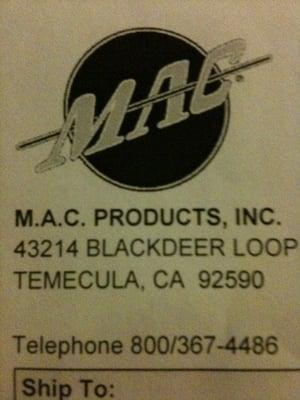 MAC®
M.A.C. PRODUCTS, INC.
43214 BLACKDEER LOOP
TEMECULA, CA 92590
Telephone 800/367-4486
Ship To: